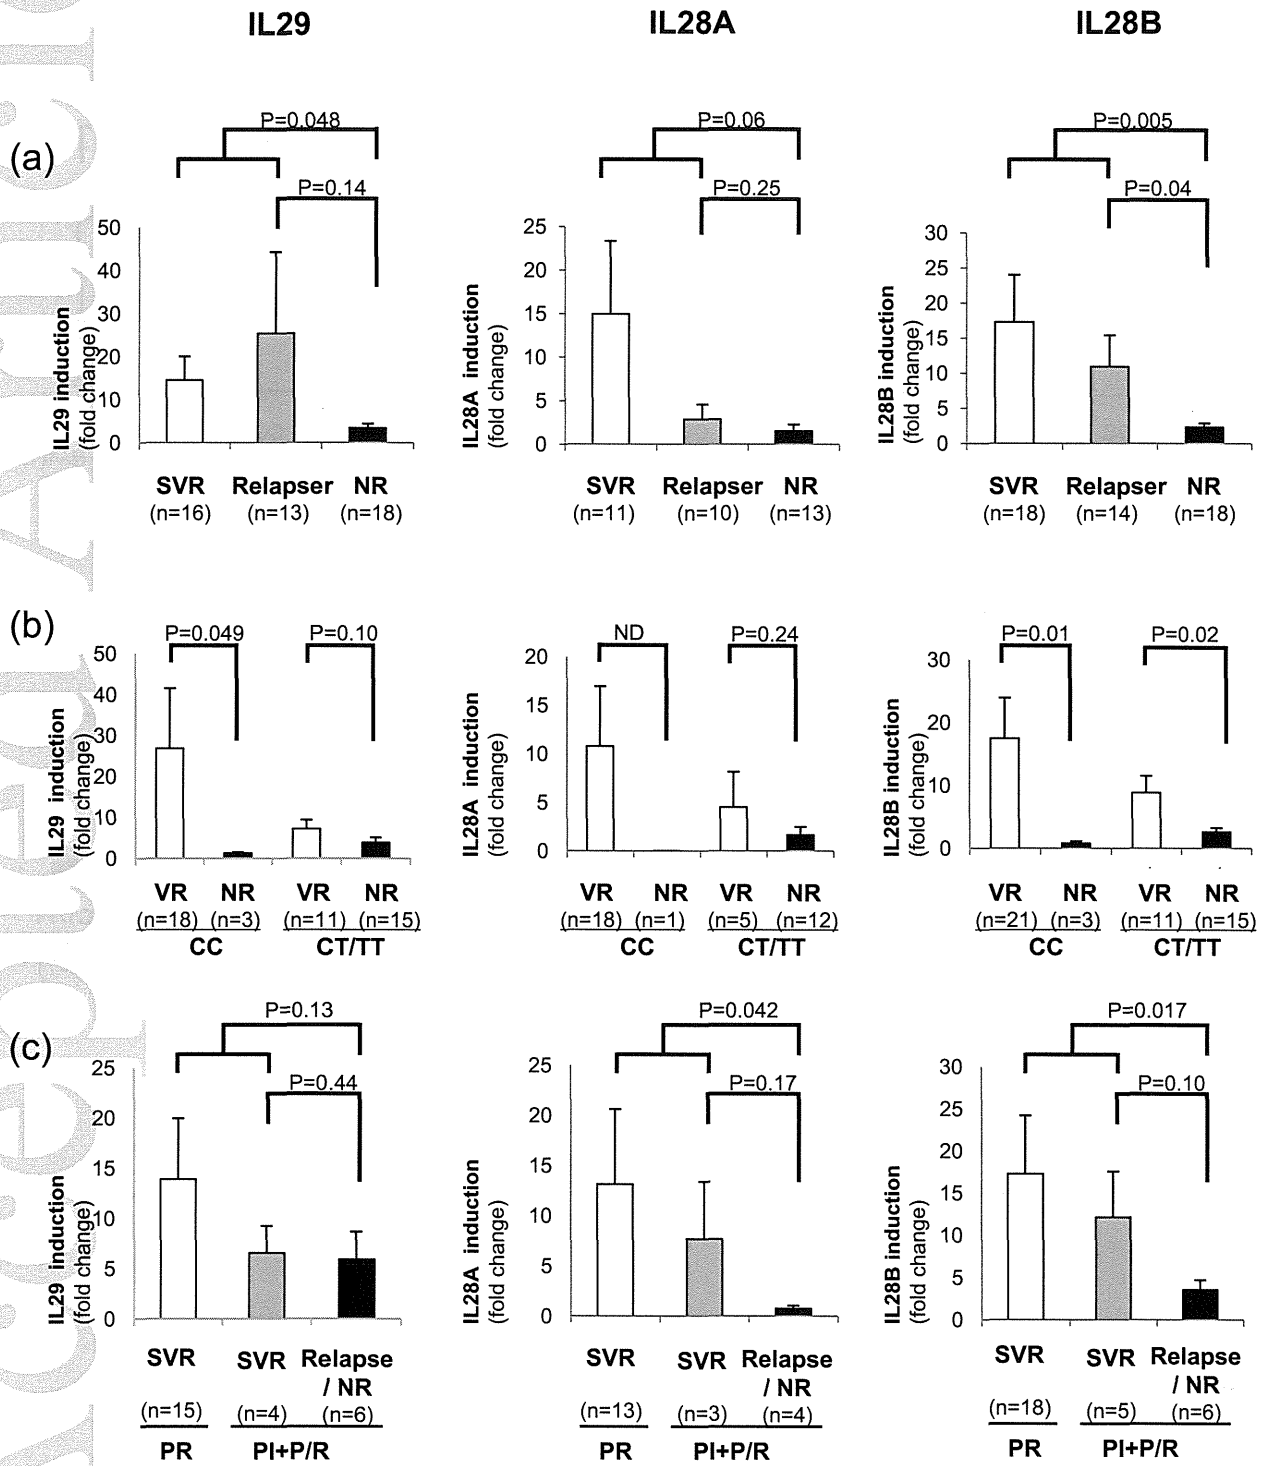 IL29 IL28A IL28B
(a)
P=0.048
P=0.14
50
40
30
20
10
0
IL29 induction
(fold change)
SVR Relapser NR
(n=16) (n=13) (n=18)
P=0.06
P=0.25
25
20
15
10
5
0
IL28A induction
(fold change)
SVR Relapser NR
(n=11) (n=10) (n=13)
P=0.005
P=0.04
30
25
20
15
10
5
0
IL28B induction
(fold change)
SVR Relapser NR
(n=18) (n=14) (n=18)
(b)
P=0.049 P=0.10
50
40
30
20
10
0
IL29 induction
(fold change)
VR NR VR NR
(n=18) (n=3) (n=11) (n=15)
CC CT/TT
ND P=0.24
20
15
10
5
0
IL28A induction
(fold change)
VR NR VR NR
(n=18) (n=1) (n=5) (n=12)
CC CT/TT
P=0.01 P=0.02
30
20
10
0
IL28B induction
(fold change)
VR NR VR NR
(n=21) (n=3) (n=11) (n=15)
CC CT/TT
(c)
P=0.13
P=0.44
25
20
15
10
5
0
IL29 induction
(fold change)
SVR SVR Relapse
/ NR
(n=15) (n=4) (n=6)
PR PI+P/R
P=0.042
P=0.17
25
20
15
10
5
0
IL28A induction
(fold change)
SVR SVR Relapse
/ NR
(n=13) (n=3) (n=4)
PR PI+P/R
P=0.017
P=0.10
30
25
20
15
10
5
0
IL28B induction
(fold change)
SVR SVR Relapse
/ NR
(n=18) (n=5) (n=6)
PR PI+P/R
Accepted Article